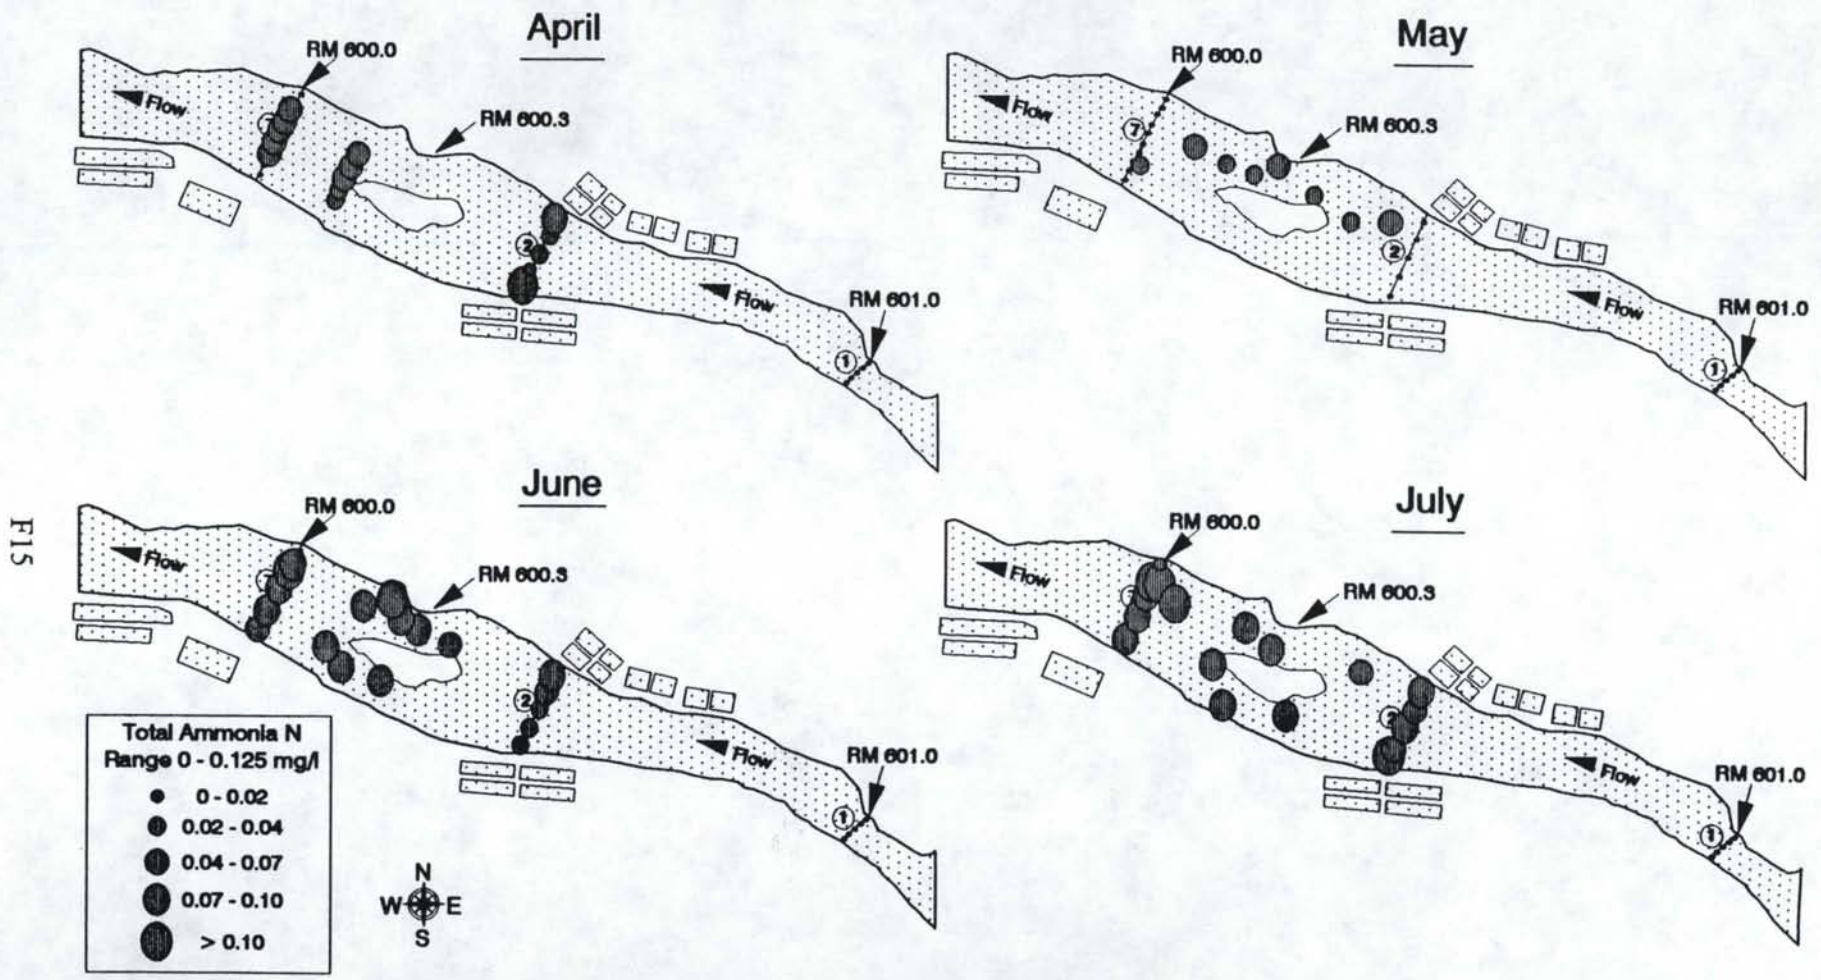 April
RM 600.0
RM 600.3
Flow
2
Flow
RM 601.0
1
May
RM 600.0
RM 600.3
Flow
7
2
Flow
RM 601.0
1
June
RM 600.0
RM 600.3
Flow
2
Flow
RM 601.0
1
July
RM 600.0
RM 600.3
Flow
2
Flow
RM 601.0
1
Total Ammonia N
Range 0 - 0.125 mg/l
0 - 0.02
0.02 - 0.04
0.04 - 0.07
0.07 - 0.10
> 0.10
N
W E
S
F15